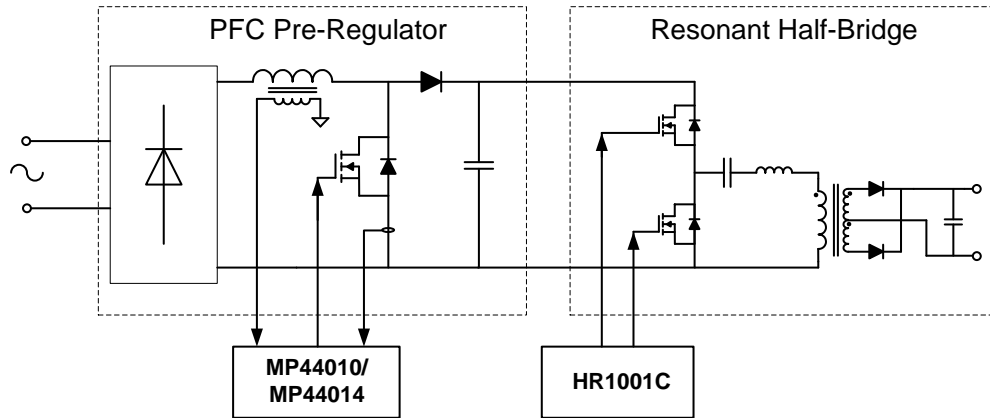 PFC Pre-Regulator
Resonant Half-Bridge
MP44010/
MP44014
HR1001C